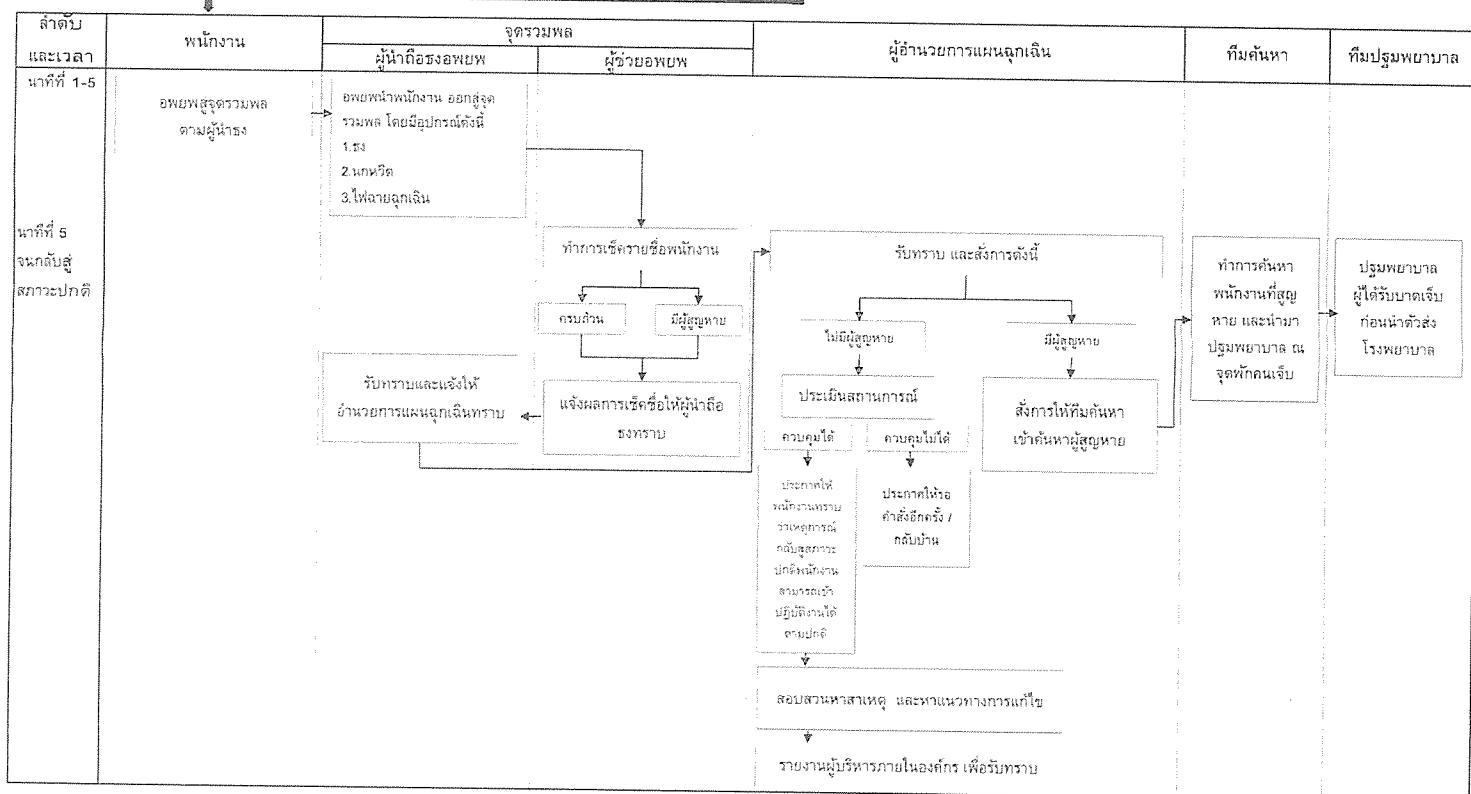 ลำดับ
และเวลา
พนักงาน
จุดรวมพล
ผู้นำถือธงอพยพ
ผู้ช่วยอพยพ
ผู้อำนวยการแผนฉุกเฉิน
ทีมค้นหา
ทีมปฐมพยาบาล
นาทีที่ 1-5
อพยพสู่จุดรวมพล
ตามผู้นำธง
อพยพนำพนักงาน ออกสู่จุด
รวมพล โดยมีอุปกรณ์ดังนี้
1.ธง
2.นกหวีด
3.ไฟฉายฉุกเฉิน
นาทีที่ 5
จนกลับสู่
สภาวะปกติ
ทำการเช็ครายชื่อพนักงาน
ครบถ้วน
มีผู้สูญหาย
แจ้งผลการเช็คชื่อให้ผู้นำถือ
ธงทราบ
รับทราบและแจ้งให้
อำนวยการแผนฉุกเฉินทราบ
รับทราบ และสั่งการดังนี้
ไม่มีผู้สูญหาย
มีผู้สูญหาย
ประเมินสถานการณ์
ควบคุมได้
ควบคุมไม่ได้
ประกาศให้
พนักงานทราบ
ว่าเหตุการณ์
กลับสู่สภาวะ
ปกติพนักงาน
สามารถเข้า
ปฏิบัติงานได้
ตามปกติ
ประกาศให้รอ
คำสั่งอีกครั้ง /
กลับบ้าน
สั่งการให้ทีมค้นหา
เข้าค้นหาผู้สูญหาย
ทำการค้นหา
พนักงานที่สูญ
หาย และนำมา
ปฐมพยาบาล ณ
จุดพักคนเจ็บ
ปฐมพยาบาล
ผู้ได้รับบาดเจ็บ
ก่อนนำตัวส่ง
โรงพยาบาล
สอบสวนหาสาเหตุ และหาแนวทางการแก้ไข
รายงานผู้บริหารภายในองค์กร เพื่อรับทราบ